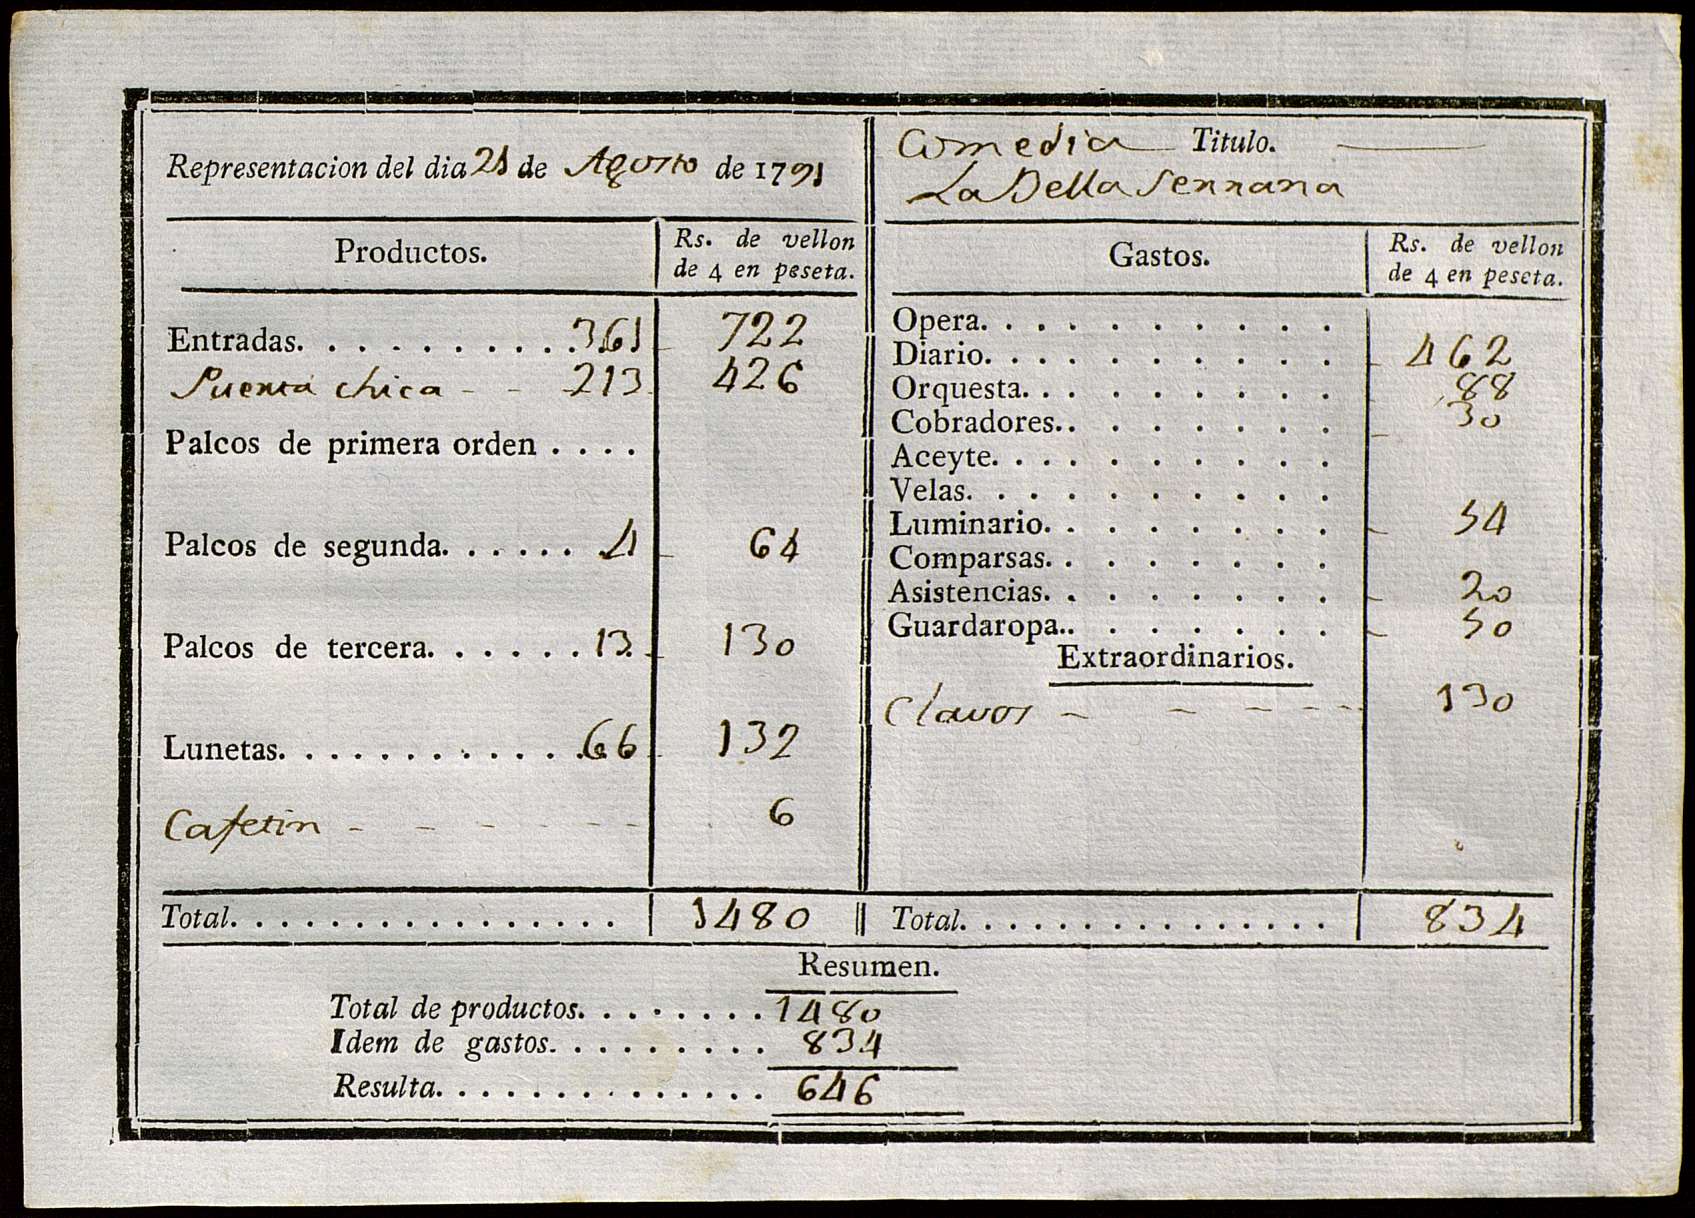 Representacion del dia 21 de Agosto de 1791
Comedia Titulo.
La Bella Serrana
Productos. Rs. de vellon de 4 en peseta.
Entradas. 361 722
Puerta chica 213 426
Palcos de primera orden
Palcos de segunda. 4 64
Palcos de tercera. 13 130
Lunetas. 66 132
Cafetin 6
Total. 1480
Gastos. Rs. de vellon de 4 en peseta.
Opera.
Diario. 462
Orquesta. 88
Cobradores. 30
Aceyte.
Velas.
Luminario. 54
Comparsas.
Asistencias. 20
Guardaropa. 50
Extraordinarios.
Clavos 130
Total. 834
Resumen.
Total de productos. 1480
Idem de gastos. 834
Resulta. 646